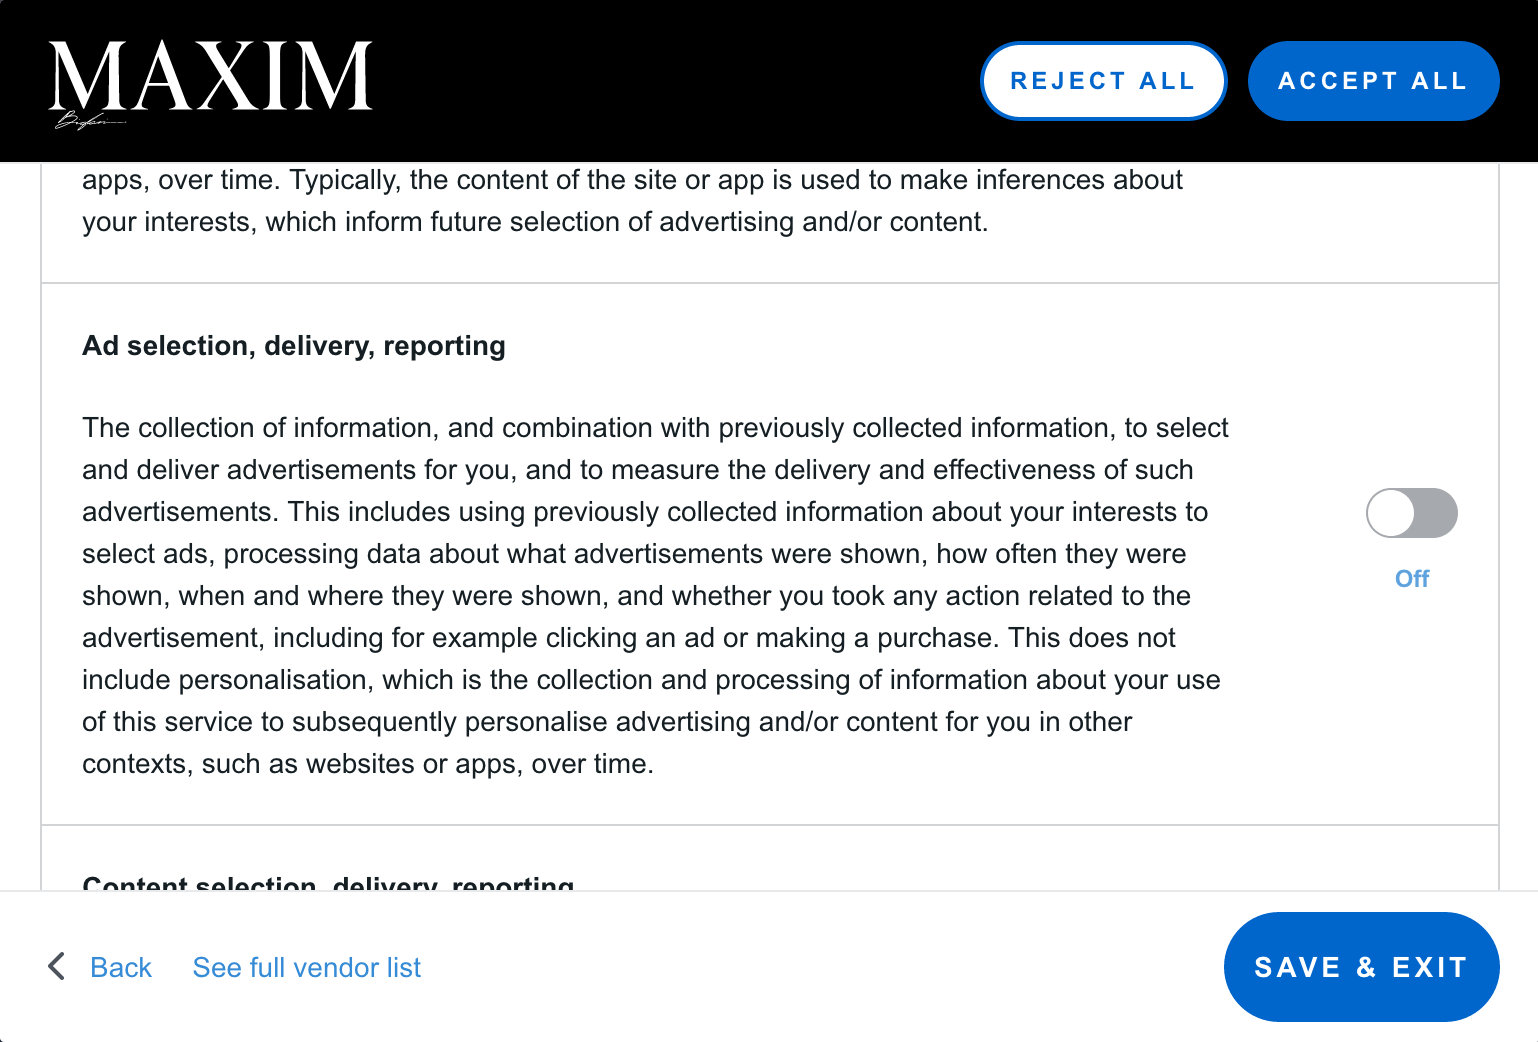 MAXIM
REJECT ALL
ACCEPT ALL
apps, over time. Typically, the content of the site or app is used to make inferences about
your interests, which inform future selection of advertising and/or content.
Ad selection, delivery, reporting
The collection of information, and combination with previously collected information, to select
and deliver advertisements for you, and to measure the delivery and effectiveness of such
advertisements. This includes using previously collected information about your interests to
select ads, processing data about what advertisements were shown, how often they were
shown, when and where they were shown, and whether you took any action related to the
advertisement, including for example clicking an ad or making a purchase. This does not
include personalisation, which is the collection and processing of information about your use
of this service to subsequently personalise advertising and/or content for you in other
contexts, such as websites or apps, over time.
Off
Content selection, delivery, reporting
Back
See full vendor list
SAVE & EXIT